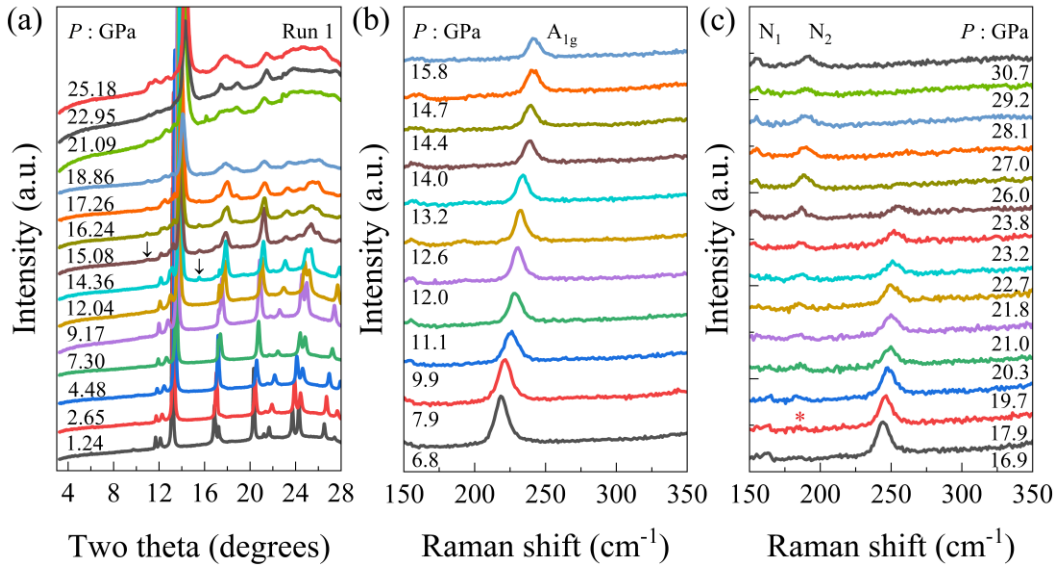 (a)
P : GPa
Run 1
25.18
22.95
21.09
18.86
17.26
16.24
15.08
14.36
12.04
9.17
7.30
4.48
2.65
1.24
4 8 12 16 20 24 28
Two theta (degrees)
Intensity (a.u.)
(b)
P : GPa
A1g
15.8
14.7
14.4
14.0
13.2
12.6
12.0
11.1
9.9
7.9
6.8
150 200 250 300 350
Raman shift (cm-1)
Intensity (a.u.)
(c)
N1 N2
P : GPa
30.7
29.2
28.1
27.0
26.0
23.8
23.2
22.7
21.8
21.0
20.3
19.7
*
17.9
16.9
150 200 250 300 350
Raman shift (cm-1)
Intensity (a.u.)